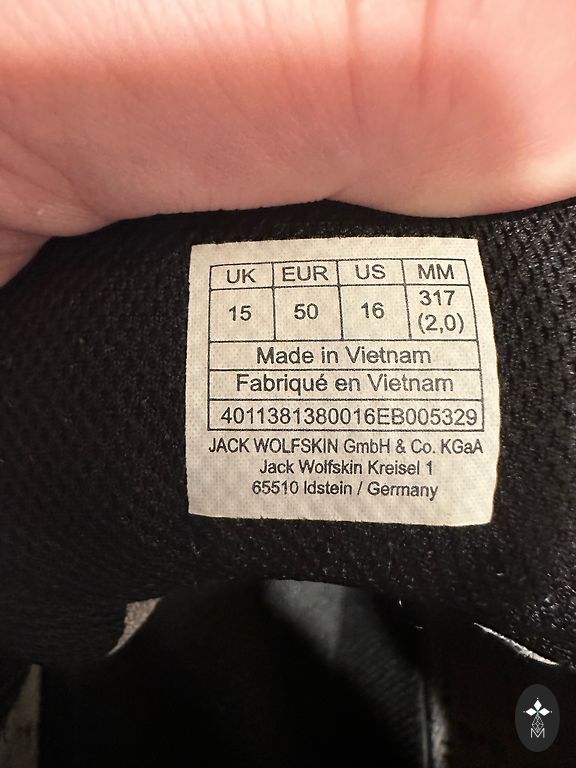 UK EUR US MM
15 50 16 317 (2,0)
Made in Vietnam
Fabriqué en Vietnam
4011381380016EB005329
JACK WOLFSKIN GmbH & Co. KGaA
Jack Wolfskin Kreisel 1
65510 Idstein / Germany